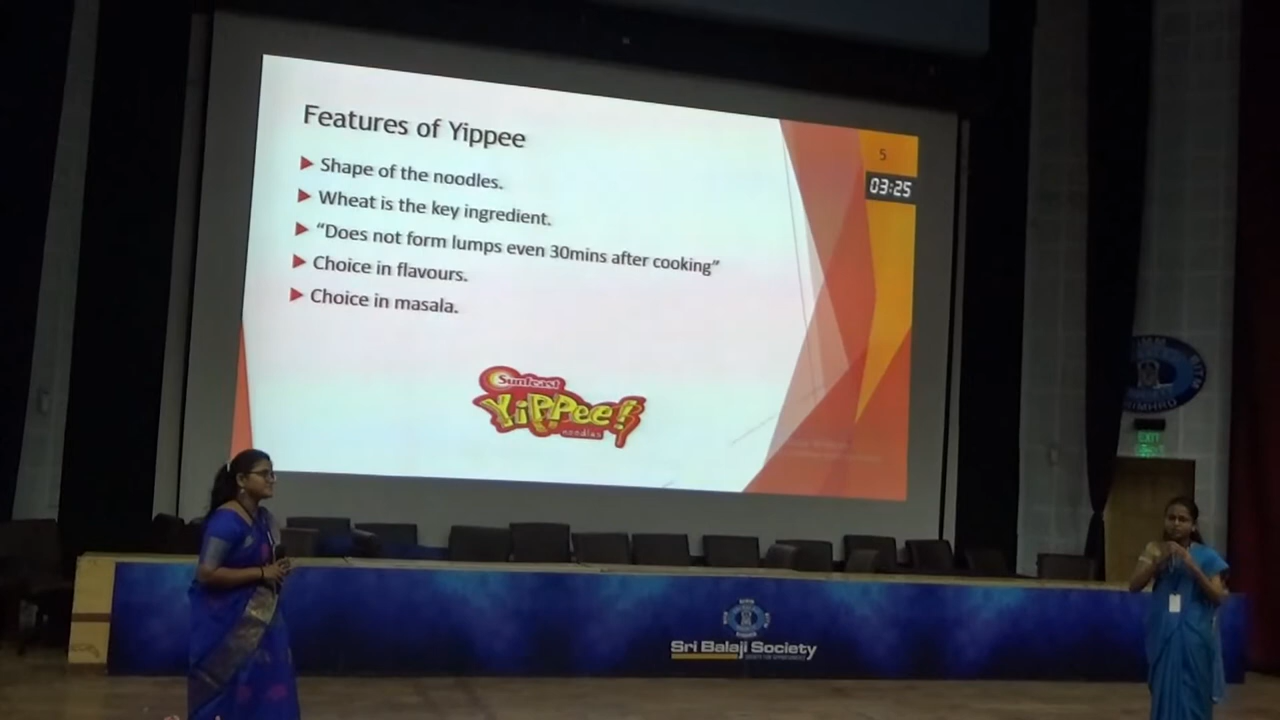 Features of Yippee
Shape of the noodles.
Wheat is the key ingredient.
“Does not form lumps even 30mins after cooking”
Choice in flavours.
Choice in masala.
5
03:25
Sunfeast
YiPPee!
noodles
EXIT
Sri Balaji Society